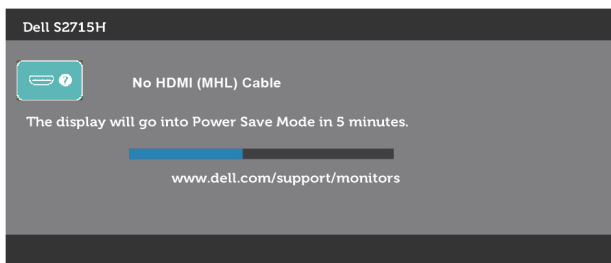 Dell S2715H
?
No HDMI (MHL) Cable
The display will go into Power Save Mode in 5 minutes.
www.dell.com/support/monitors